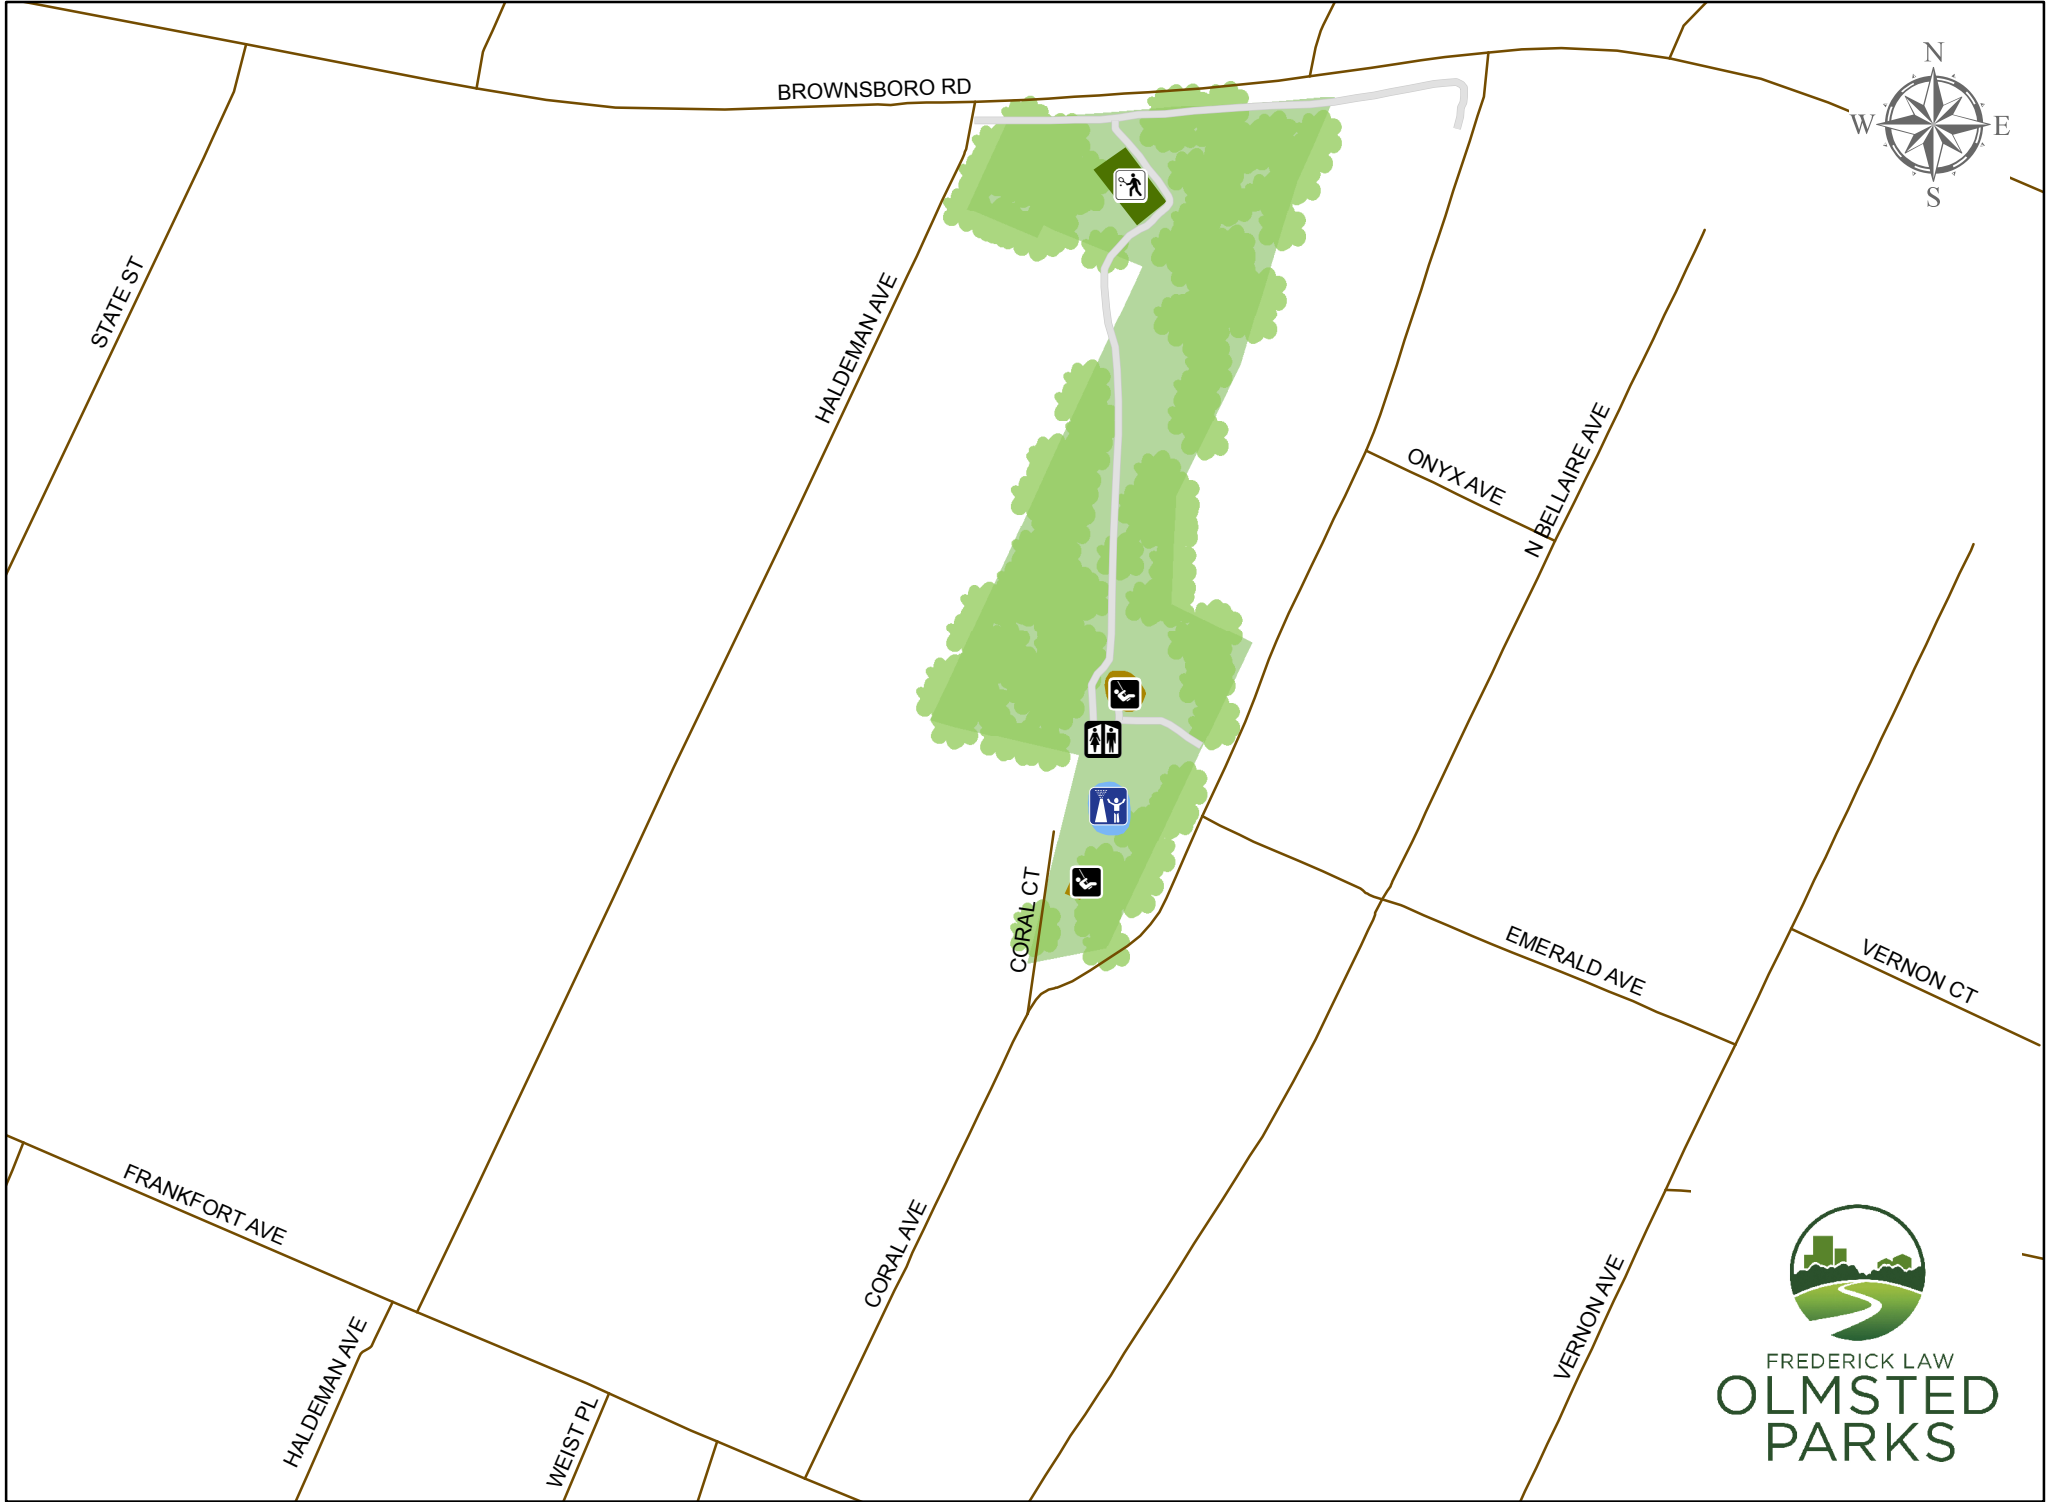 BROWNSBORO RD
N
W
E
S
STATE ST
HALDEMAN AVE
ONYX AVE
N BELLAIRE AVE
CORAL CT
EMERALD AVE
VERNON CT
FRANKFORT AVE
CORAL AVE
VERNON AVE
HALDEMAN AVE
WEIST PL
FREDERICK LAW
OLMSTED
PARKS